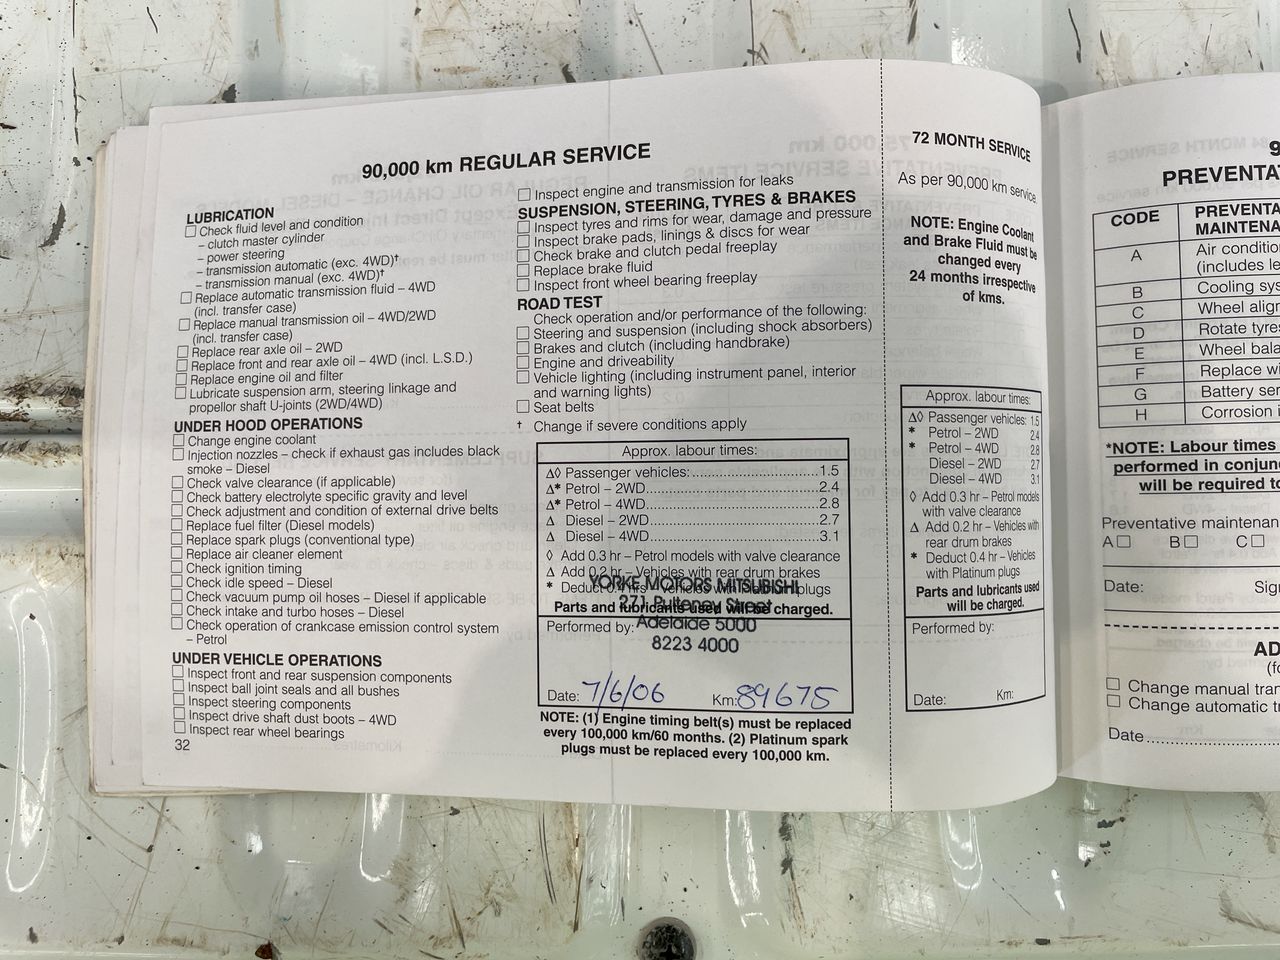 90,000 km REGULAR SERVICE
LUBRICATION
☐ Check fluid level and condition
– clutch master cylinder
– power steering
– transmission automatic (exc. 4WD)†
– transmission manual (exc. 4WD)†
☐ Replace automatic transmission fluid – 4WD
(incl. transfer case)
☐ Replace manual transmission oil – 4WD/2WD
(incl. transfer case)
☐ Replace rear axle oil – 2WD
☐ Replace front and rear axle oil – 4WD (incl. L.S.D.)
☐ Replace engine oil and filter
☐ Lubricate suspension arm, steering linkage and
propellor shaft U-joints (2WD/4WD)
UNDER HOOD OPERATIONS
☐ Change engine coolant
☐ Injection nozzles – check if exhaust gas includes black
smoke – Diesel
☐ Check valve clearance (if applicable)
☐ Check battery electrolyte specific gravity and level
☐ Check adjustment and condition of external drive belts
☐ Replace fuel filter (Diesel models)
☐ Replace spark plugs (conventional type)
☐ Replace air cleaner element
☐ Check ignition timing
☐ Check idle speed – Diesel
☐ Check vacuum pump oil hoses – Diesel if applicable
☐ Check intake and turbo hoses – Diesel
☐ Check operation of crankcase emission control system
– Petrol
UNDER VEHICLE OPERATIONS
☐ Inspect front and rear suspension components
☐ Inspect ball joint seals and all bushes
☐ Inspect steering components
☐ Inspect drive shaft dust boots – 4WD
☐ Inspect rear wheel bearings
32
☐ Inspect engine and transmission for leaks
SUSPENSION, STEERING, TYRES & BRAKES
☐ Inspect tyres and rims for wear, damage and pressure
☐ Inspect brake pads, linings & discs for wear
☐ Check brake and clutch pedal freeplay
☐ Replace brake fluid
☐ Inspect front wheel bearing freeplay
ROAD TEST
Check operation and/or performance of the following:
☐ Steering and suspension (including shock absorbers)
☐ Brakes and clutch (including handbrake)
☐ Engine and driveability
☐ Vehicle lighting (including instrument panel, interior
and warning lights)
☐ Seat belts
† Change if severe conditions apply
Approx. labour times:
Δ◊ Passenger vehicles:..............................1.5
Δ* Petrol – 2WD..........................................2.4
Δ* Petrol – 4WD..........................................2.8
Δ Diesel – 2WD..........................................2.7
Δ Diesel – 4WD..........................................3.1
◊ Add 0.3 hr – Petrol models with valve clearance
Δ Add 0.2 hr – Vehicles with rear drum brakes
* Deduct 0.4 hrs – Vehicles with Platinum plugs
Parts and lubricants used will be charged.
YORKE MOTORS MITSUBISHI
271 Pulteney Street
Adelaide 5000
8223 4000
Performed by:
Date: 7/6/06 Km: 89675
NOTE: (1) Engine timing belt(s) must be replaced
every 100,000 km/60 months. (2) Platinum spark
plugs must be replaced every 100,000 km.
72 MONTH SERVICE
As per 90,000 km service.
NOTE: Engine Coolant
and Brake Fluid must be
changed every
24 months irrespective
of kms.
Approx. labour times:
Δ◊ Passenger vehicles: 1.5
* Petrol – 2WD 2.4
* Petrol – 4WD 2.8
Diesel – 2WD 2.7
Diesel – 4WD 3.1
◊ Add 0.3 hr – Petrol models
with valve clearance
Δ Add 0.2 hr – Vehicles with
rear drum brakes
* Deduct 0.4 hr – Vehicles
with Platinum plugs
Parts and lubricants used
will be charged.
Performed by:
Date: Km:
9
PREVENTA
CODE PREVENTA
MAINTENA
A Air conditio
(includes le
B Cooling sys
C Wheel align
D Rotate tyres
E Wheel bala
F Replace wi
G Battery ser
H Corrosion i
*NOTE: Labour times
performed in conjun
will be required to
Preventative maintenan
A☐ B☐ C☐
Date: Sign
AD
(fo
☐ Change manual tran
☐ Change automatic tr
Date